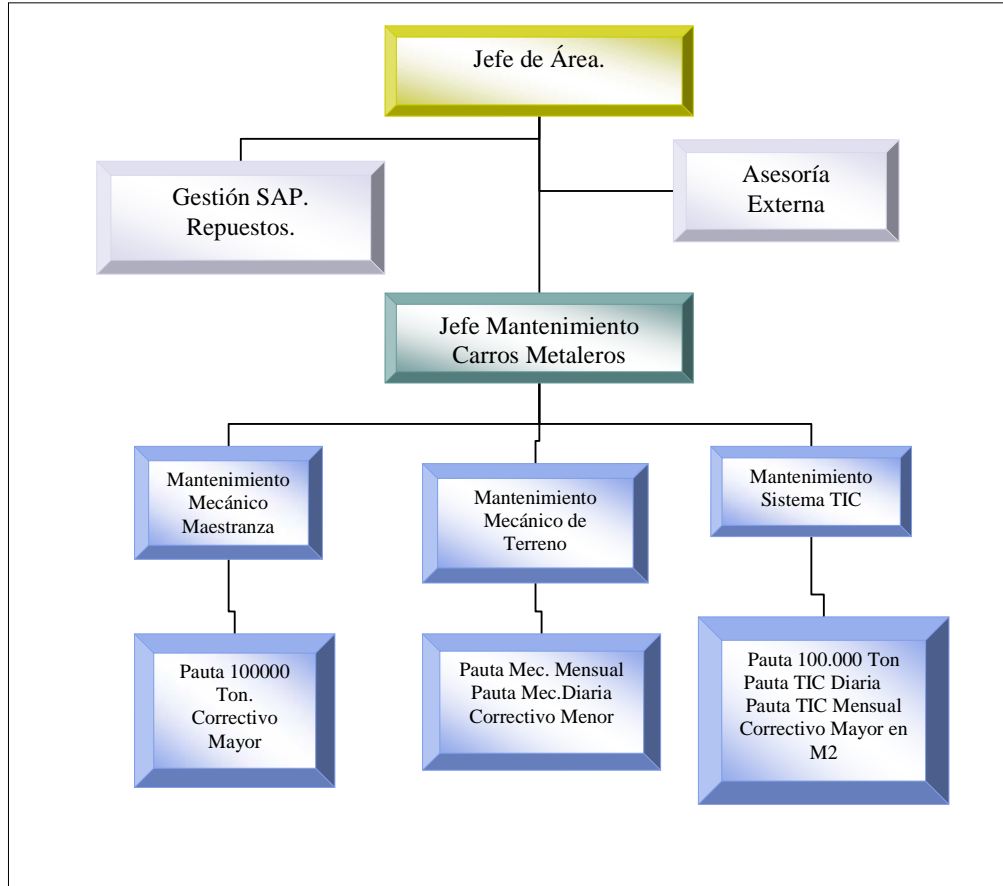 Jefe de Área.
Gestión SAP.
Repuestos.
Asesoría
Externa
Jefe Mantenimiento
Carros Metaleros
Mantenimiento
Mecánico
Maestranza
Mantenimiento
Mecánico de
Terreno
Mantenimiento
Sistema TIC
Pauta 100000
Ton.
Correctivo
Mayor
Pauta Mec. Mensual
Pauta Mec.Diaria
Correctivo Menor
Pauta 100.000 Ton
Pauta TIC Diaria
Pauta TIC Mensual
Correctivo Mayor en
M2